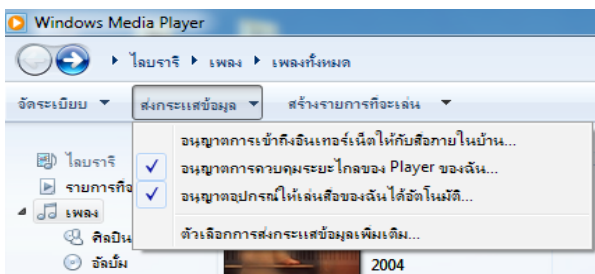 Windows Media Player
ไลบรารี ▸ เพลง ▸ เพลงทั้งหมด
จัดระเบียบ ส่งกระแสข้อมูล สร้างรายการที่จะเล่น
อนุญาตการเข้าถึงอินเทอร์เน็ตให้กับสื่อภายในบ้าน...
ไลบรารี
อนุญาตการควบคุมระยะไกลของ Player ของฉัน...
รายการที่
อนุญาตอุปกรณ์ให้เล่นสื่อของฉันได้อัตโนมัติ...
เพลง
ศิลปิน
ตัวเลือกการส่งกระแสข้อมูลเพิ่มเติม...
อัลบั้ม
2004